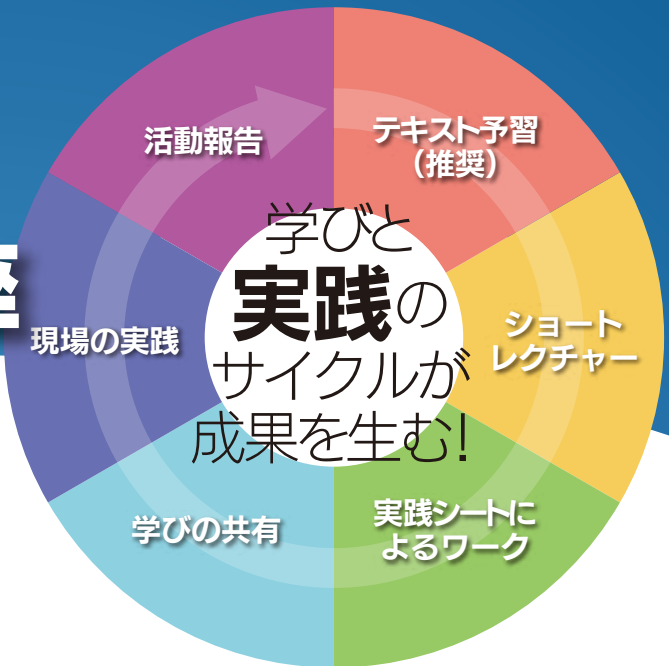 学びと
実践の
サイクルが
成果を生む!
テキスト予習
(推奨)
ショート
レクチャー
実践シートに
よるワーク
学びの共有
現場の実践
活動報告